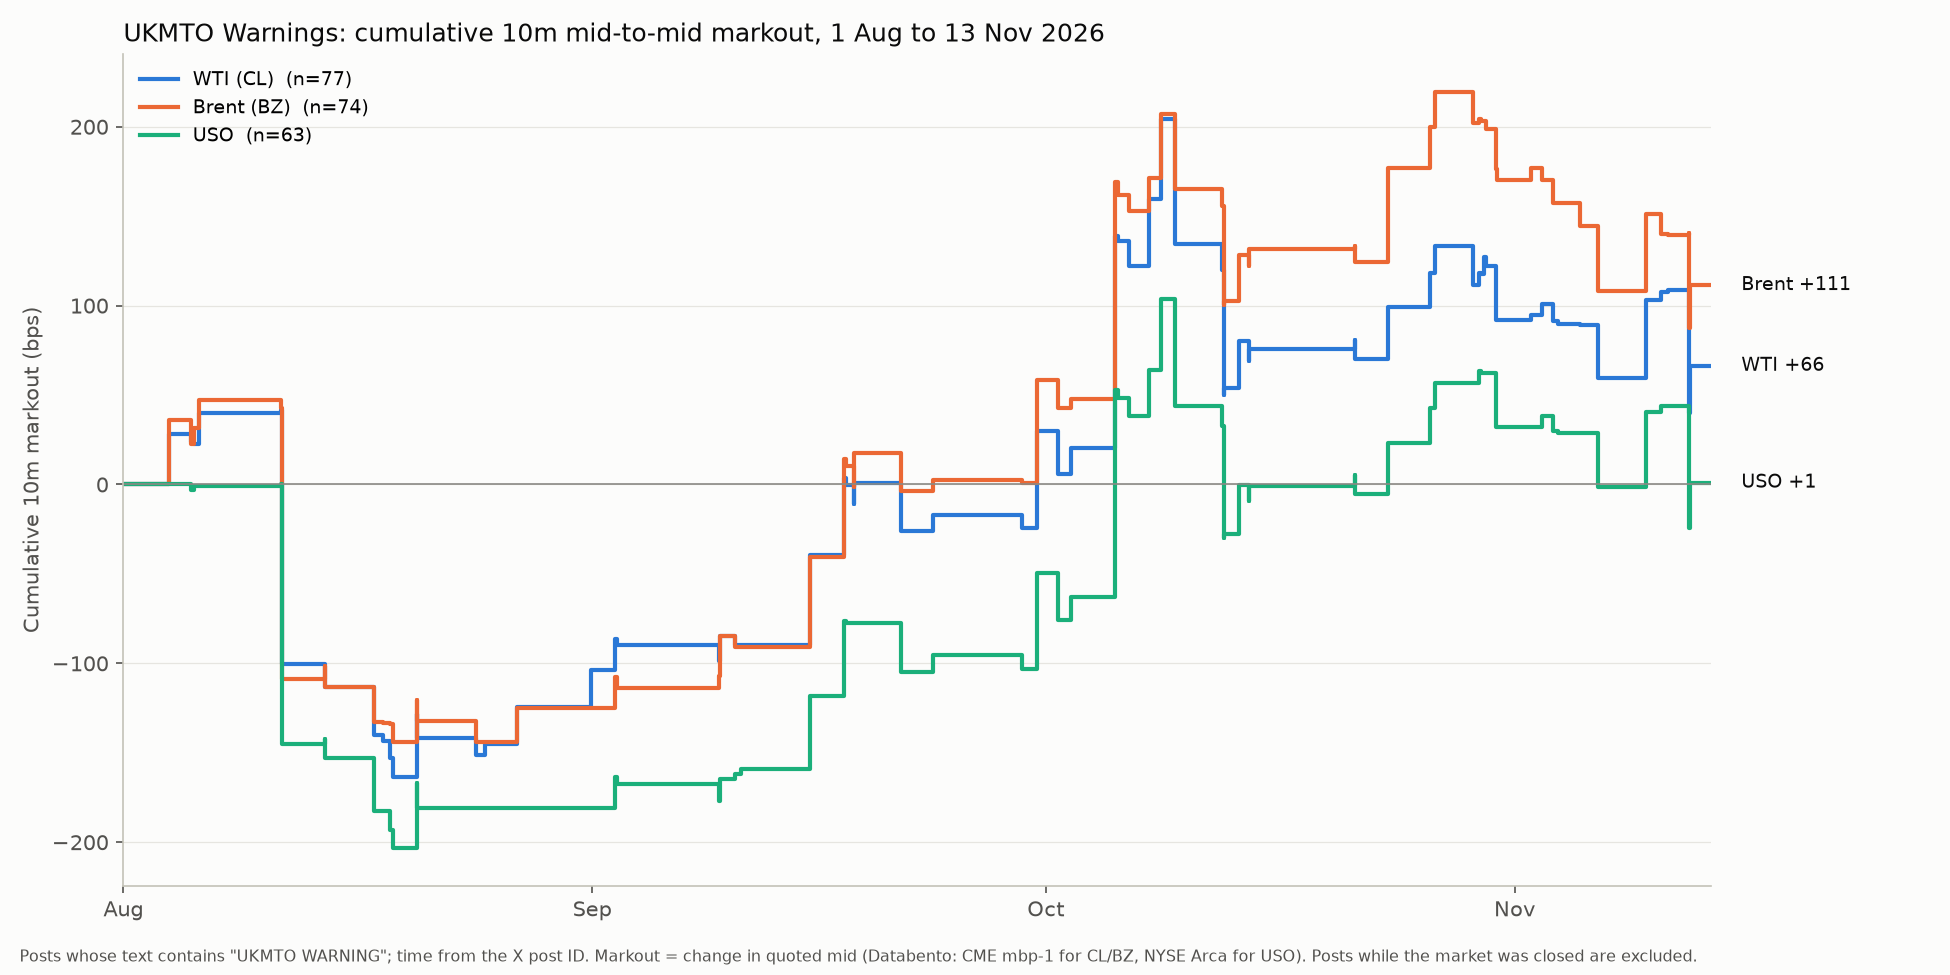 UKMTO Warnings: cumulative 10m mid-to-mid markout, 1 Aug to 13 Nov 2026
WTI (CL)  (n=77)
Brent (BZ)  (n=74)
USO  (n=63)
Cumulative 10m markout (bps)
200
100
0
−100
−200
Brent +111
WTI +66
USO +1
Aug
Sep
Oct
Nov
Posts whose text contains "UKMTO WARNING"; time from the X post ID. Markout = change in quoted mid (Databento: CME mbp-1 for CL/BZ, NYSE Arca for USO). Posts while the market was closed are excluded.